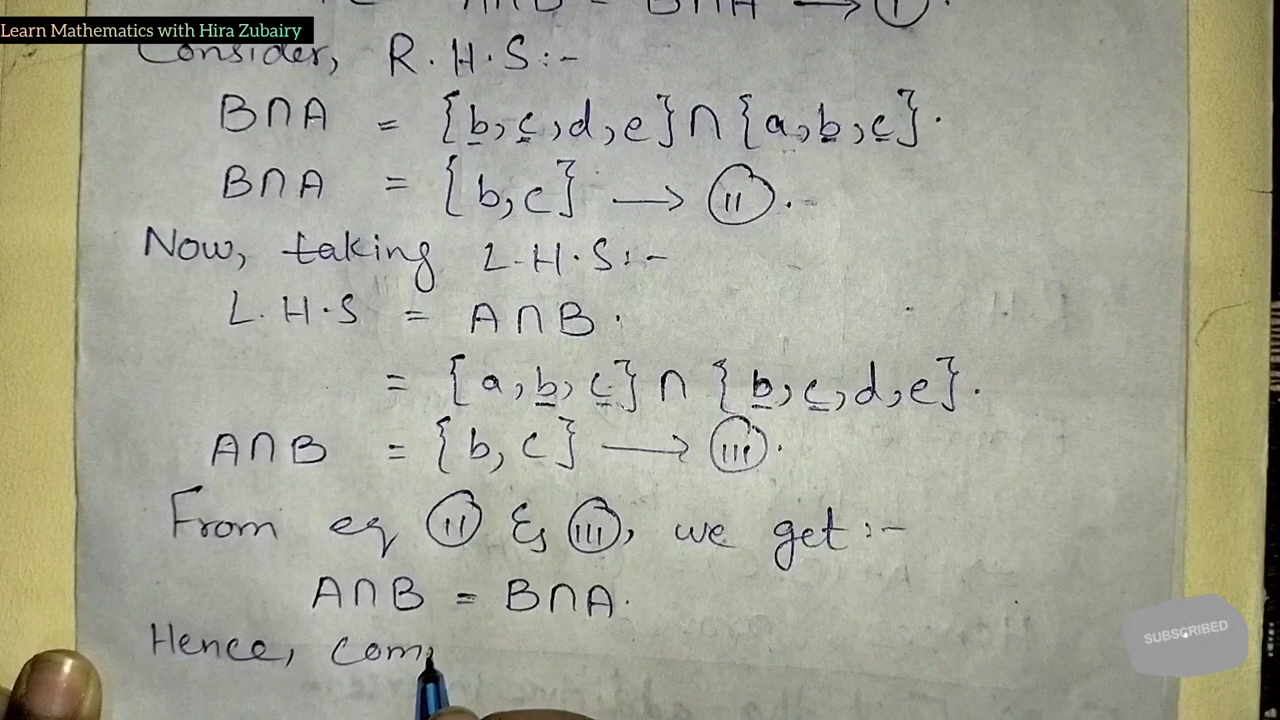 A∩B = B∩A → I.
Learn Mathematics with Hira Zubairy
Consider, R.H.S:-
B∩A = {b,c,d,e}∩{a,b,c}.
B∩A = {b,c} → II.-
Now, taking L.H.S:-
L.H.S = A∩B.
= {a,b,c}∩{b,c,d,e}.
A∩B = {b,c} → III.
From eq II & III, we get:-
A∩B = B∩A.
Hence, com
SUBSCRIBED